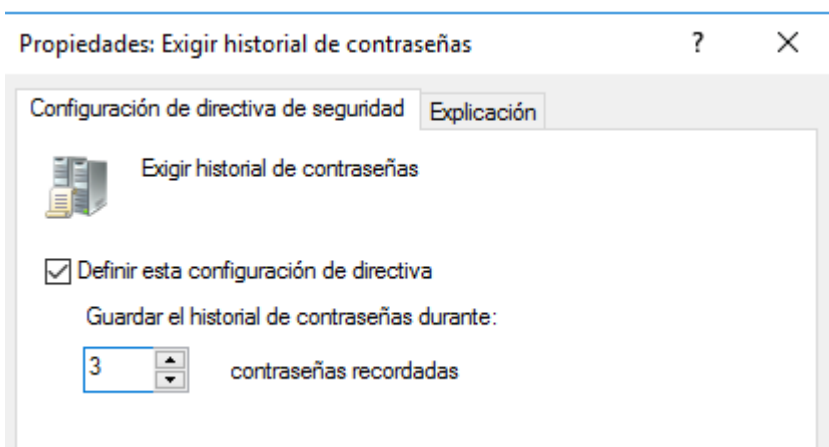 Propiedades: Exigir historial de contraseñas ? ×
Configuración de directiva de seguridad Explicación
Exigir historial de contraseñas
Definir esta configuración de directiva
Guardar el historial de contraseñas durante:
3 contraseñas recordadas